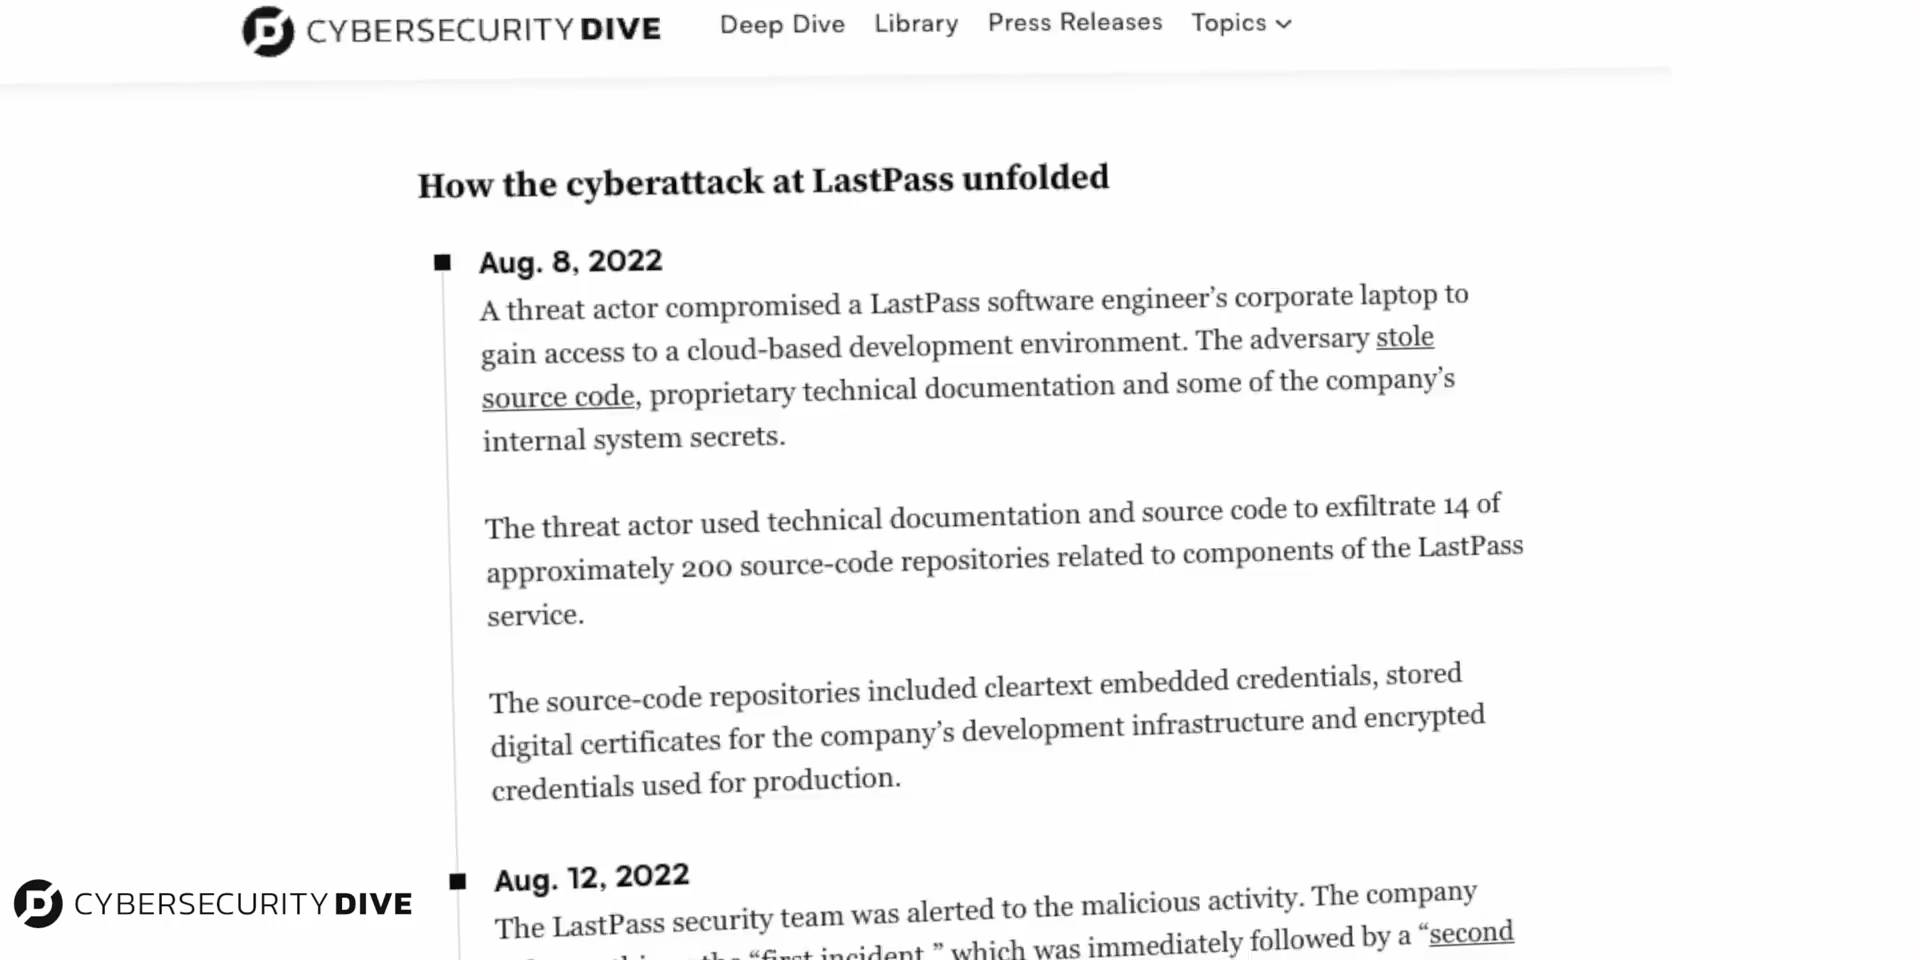 CYBERSECURITY DIVE Deep Dive Library Press Releases Topics
How the cyberattack at LastPass unfolded
Aug. 8, 2022
A threat actor compromised a LastPass software engineer’s corporate laptop to
gain access to a cloud-based development environment. The adversary stole
source code, proprietary technical documentation and some of the company’s
internal system secrets.
The threat actor used technical documentation and source code to exfiltrate 14 of
approximately 200 source-code repositories related to components of the LastPass
service.
The source-code repositories included cleartext embedded credentials, stored
digital certificates for the company’s development infrastructure and encrypted
credentials used for production.
Aug. 12, 2022
The LastPass security team was alerted to the malicious activity. The company
“first incident,” which was immediately followed by a “second
CYBERSECURITY DIVE